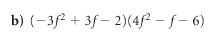 b) (−3f² + 3f − 2)(4f² − f − 6)